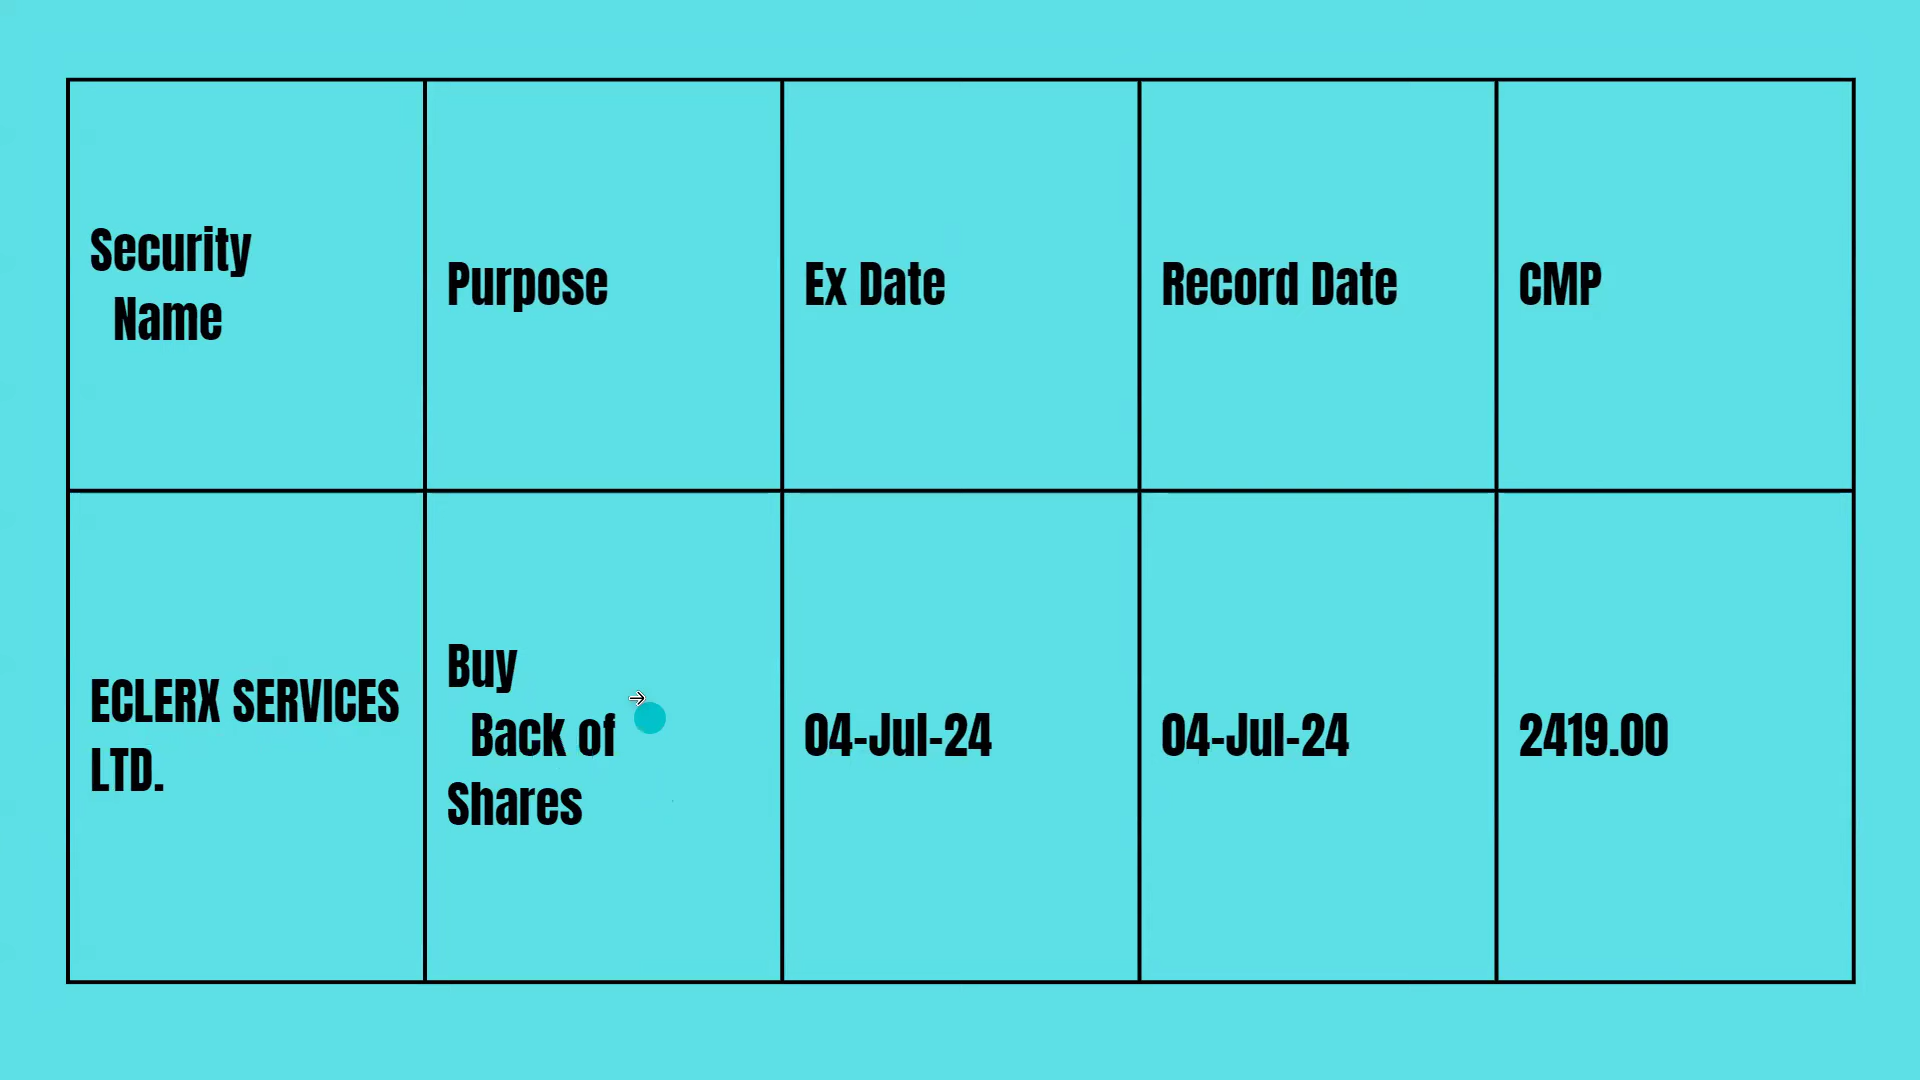 Security
Name
Purpose
Ex Date
Record Date
CMP
ECLERX SERVICES
LTD.
Buy
Back of
Shares
04-Jul-24
04-Jul-24
2419.00